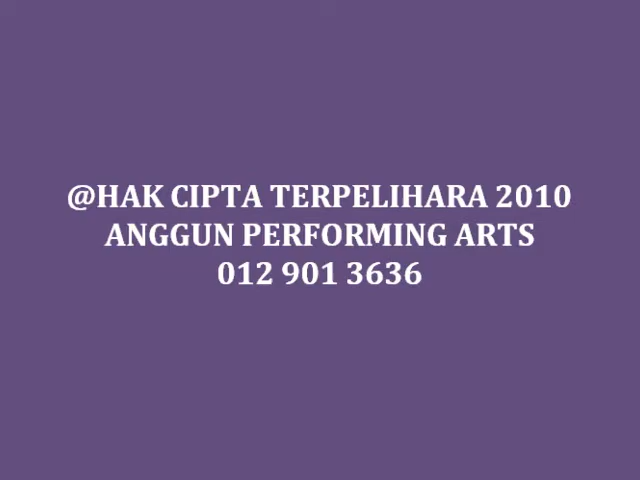 @HAK CIPTA TERPELIHARA 2010
ANGGUN PERFORMING ARTS
012 901 3636